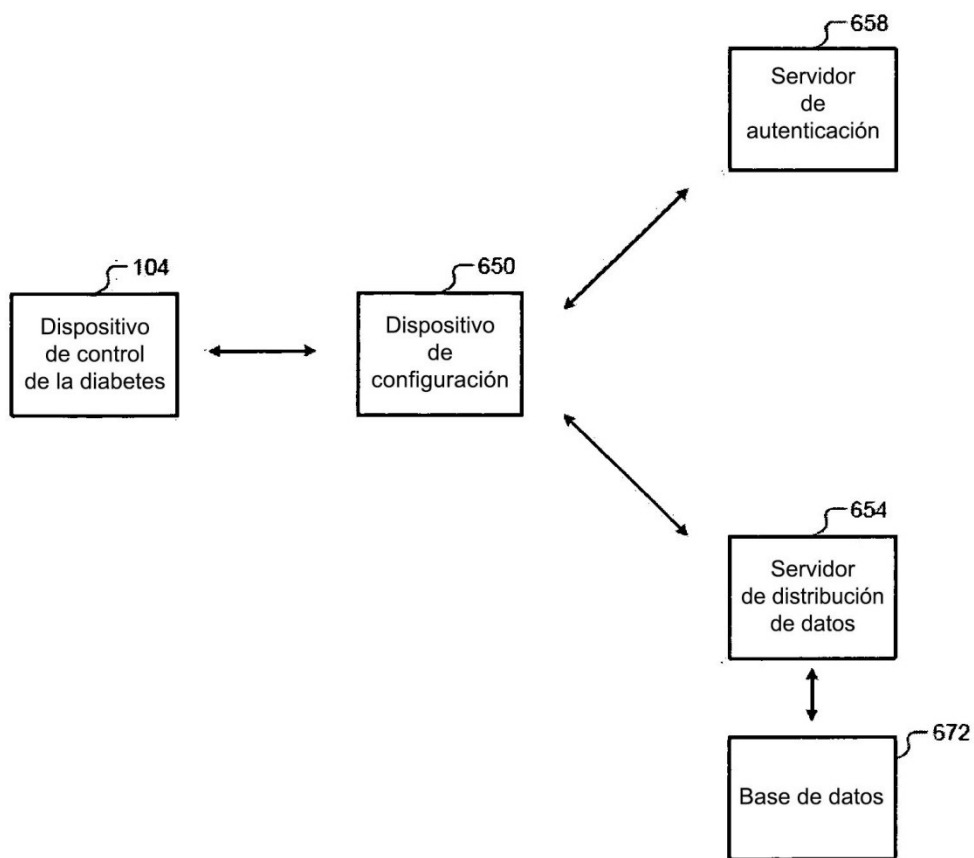 658
Servidor
de
autenticación
104
Dispositivo
de control
de la diabetes
650
Dispositivo
de
configuración
654
Servidor
de distribución
de datos
672
Base de datos